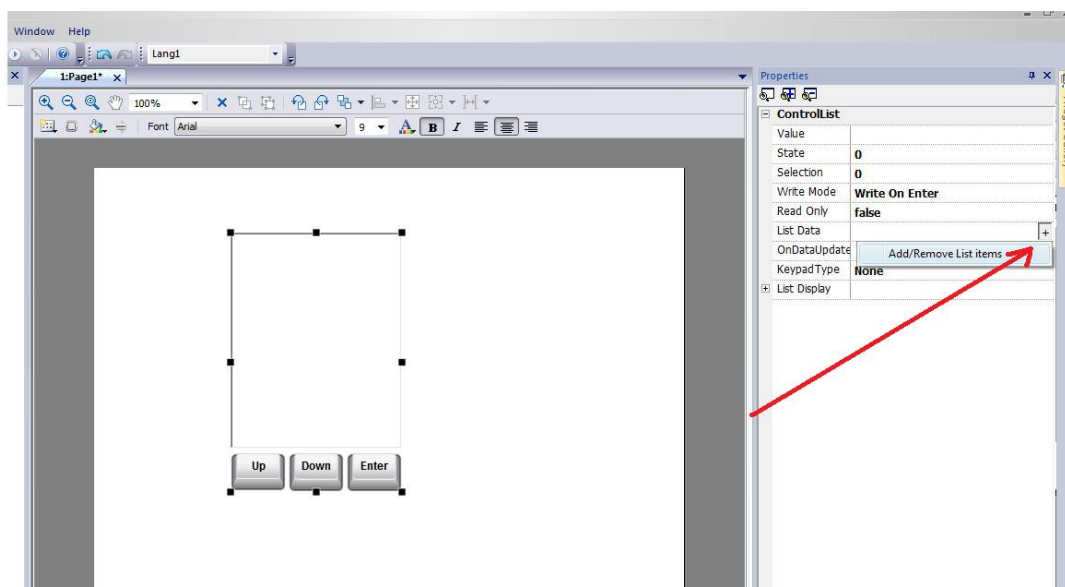 Window Help
Lang1
1:Page1* x
Properties
100%
Font Arial 9 A B I
ControlList
Value
State 0
Selection 0
Write Mode Write On Enter
Read Only false
List Data +
OnDataUpdate
Add/Remove List items
KeypadType None
List Display
Up Down Enter